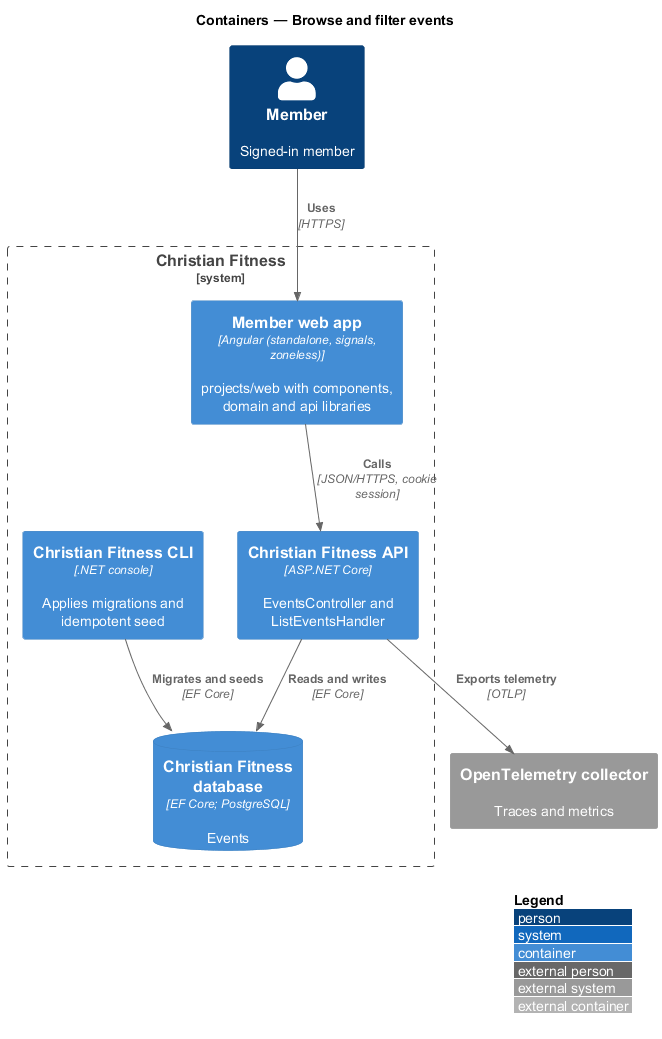 Containers — Browse and filter events
Member
Signed-in member
Uses
[HTTPS]
Christian Fitness
[system]
Member web app
[Angular (standalone, signals,
zoneless)]
projects/web with components,
domain and api libraries
Calls
[JSON/HTTPS, cookie
session]
Christian Fitness CLI
[.NET console]
Applies migrations and
idempotent seed
Christian Fitness API
[ASP.NET Core]
EventsController and
ListEventsHandler
Migrates and seeds
[EF Core]
Reads and writes
[EF Core]
Exports telemetry
[OTLP]
Christian Fitness
database
[EF Core; PostgreSQL]
Events
OpenTelemetry collector
Traces and metrics
Legend
person
system
container
external person
external system
external container